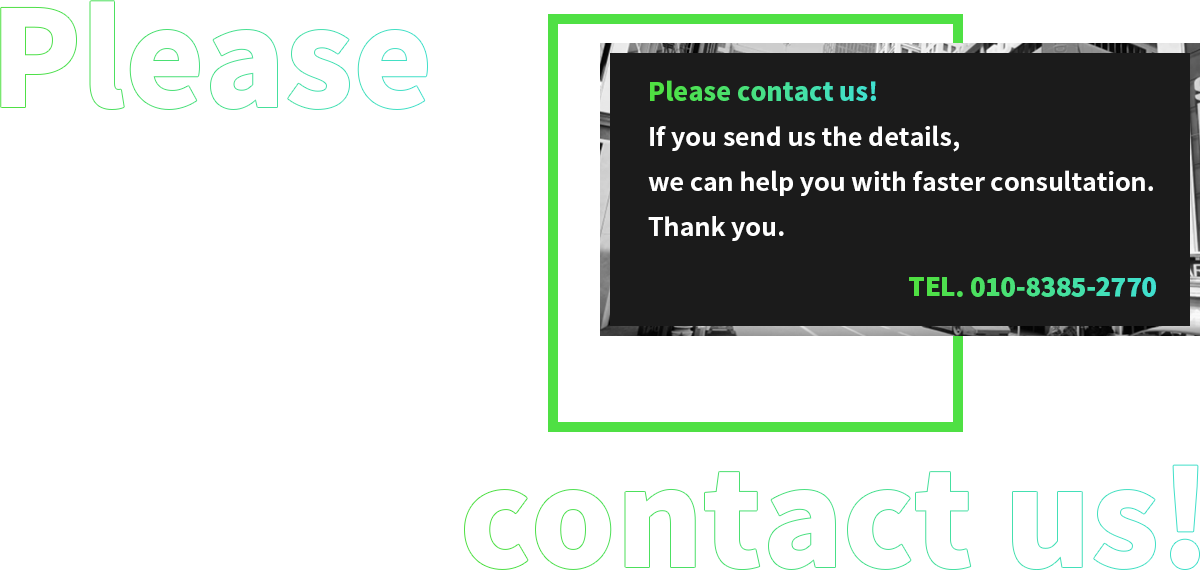 Please
Please contact us!
If you send us the details,
we can help you with faster consultation.
Thank you.
TEL. 010-8385-2770
contact us!